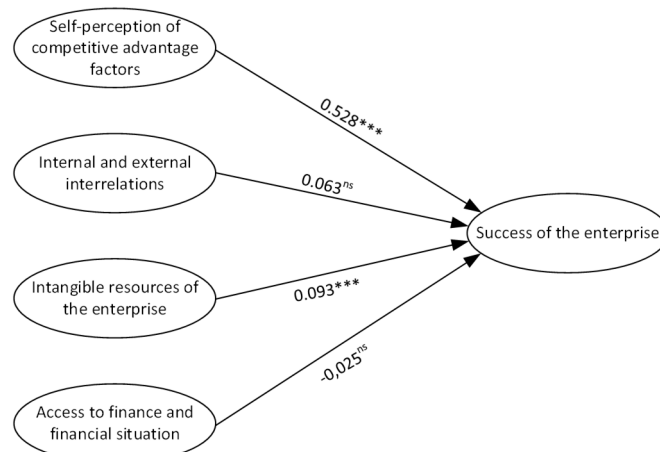 Self-perception of
competitive advantage
factors
0.528***
Internal and external
interrelations
0.063ns
Success of the enterprise
Intangible resources of
the enterprise
0.093***
-0,025ns
Access to finance and
financial situation